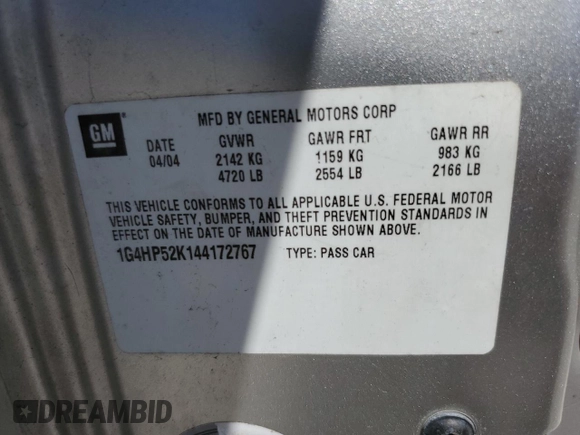 GM
MFD BY GENERAL MOTORS CORP
DATE GVWR GAWR FRT GAWR RR
04/04 2142 KG 1159 KG 983 KG
4720 LB 2554 LB 2166 LB
THIS VEHICLE CONFORMS TO ALL APPLICABLE U.S. FEDERAL MOTOR
VEHICLE SAFETY, BUMPER, AND THEFT PREVENTION STANDARDS IN
EFFECT ON THE DATE OF MANUFACTURE SHOWN ABOVE.
1G4HP52K144172767 TYPE: PASS CAR
DREAMBID